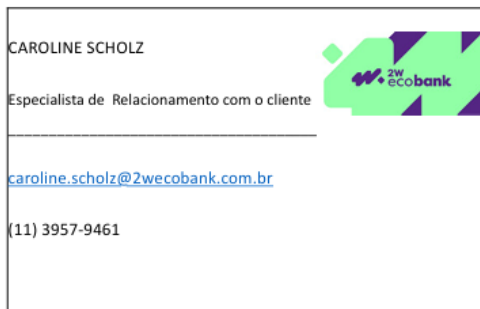 CAROLINE SCHOLZ
2W
ecobank
Especialista de Relacionamento com o cliente
caroline.scholz@2wecobank.com.br
(11) 3957-9461